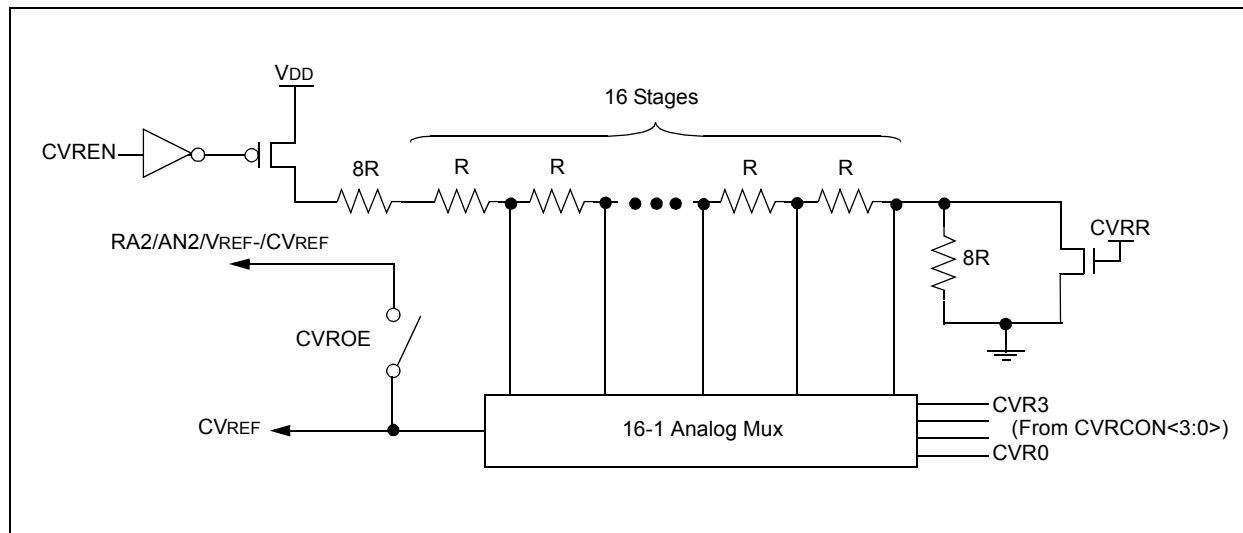 VDD
16 Stages
CVREN
8R
R
R
R
R
CVRR
RA2/AN2/VREF-/CVREF
8R
CVROE
CVR3
CVREF
16-1 Analog Mux
(From CVRCON<3:0>)
CVR0